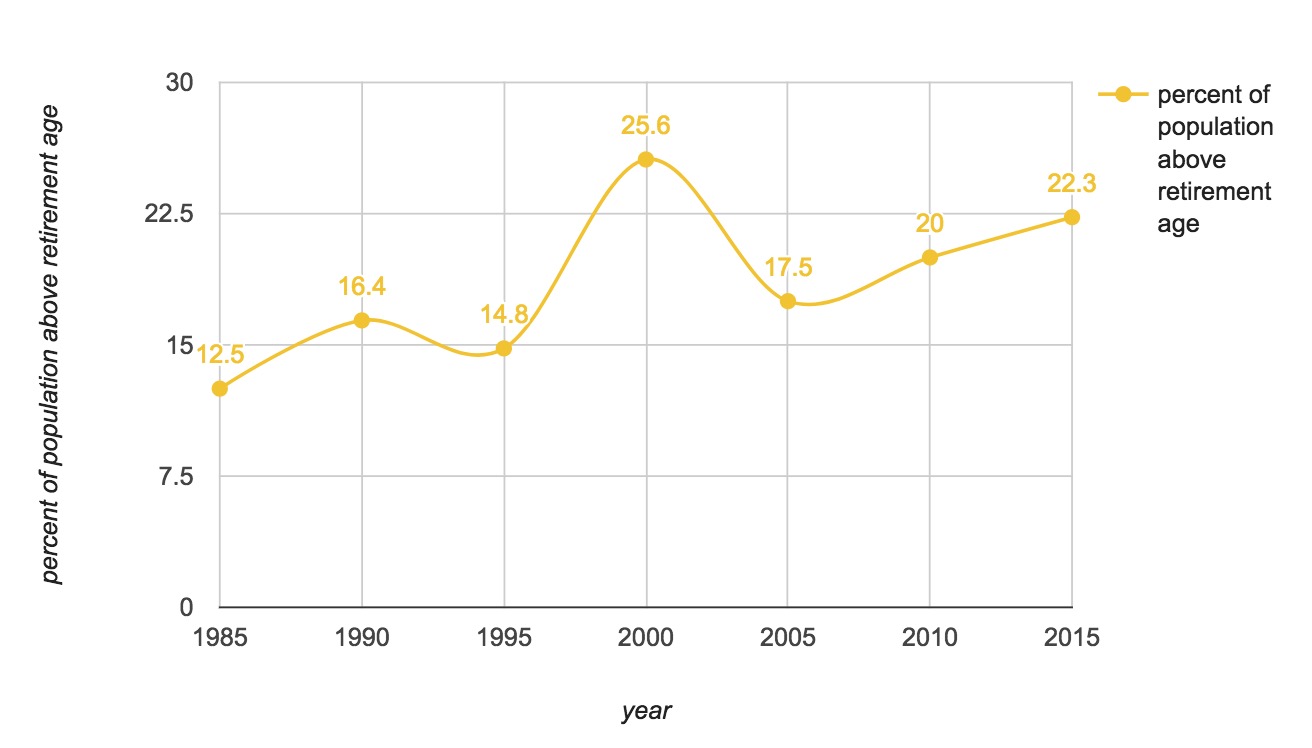 percent of population above retirement age
30
22.5
15
7.5
0
12.5
16.4
14.8
25.6
17.5
20
22.3
1985 1990 1995 2000 2005 2010 2015
year
percent of
population
above
retirement
age